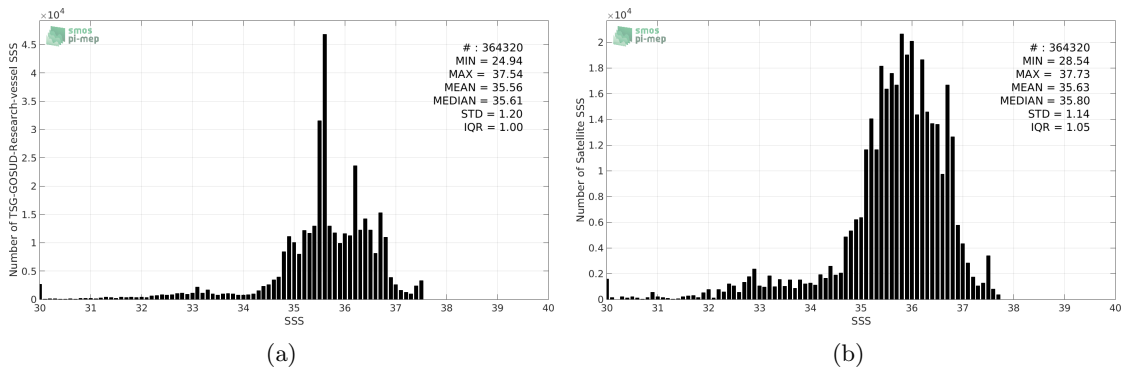 ×10⁴
smos
pi-mep
# : 364320
MIN = 24.94
MAX = 37.54
MEAN = 35.56
MEDIAN = 35.61
STD = 1.20
IQR = 1.00
Number of TSG-GOSUD-Research-vessel SSS
4.5
4
3.5
3
2.5
2
1.5
1
0.5
0
30 31 32 33 34 35 36 37 38 39 40
SSS
(a)
×10⁴
smos
pi-mep
# : 364320
MIN = 28.54
MAX = 37.73
MEAN = 35.63
MEDIAN = 35.80
STD = 1.14
IQR = 1.05
Number of Satellite SSS
2
1.8
1.6
1.4
1.2
1
0.8
0.6
0.4
0.2
0
30 31 32 33 34 35 36 37 38 39 40
SSS
(b)